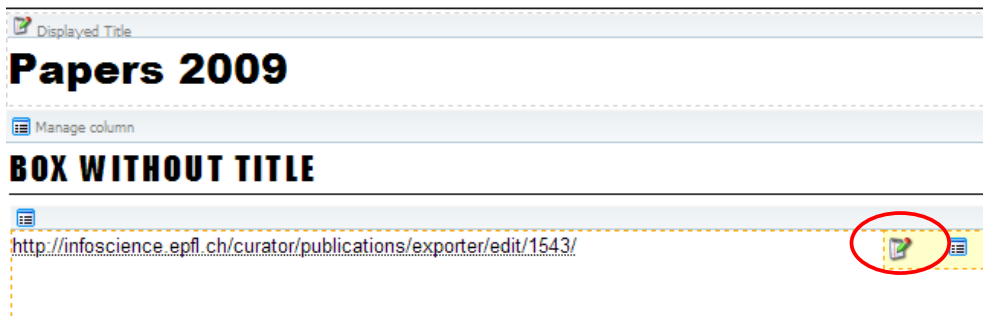 Displayed Title
Papers 2009
Manage column
BOX WITHOUT TITLE
http://infoscience.epfl.ch/curator/publications/exporter/edit/1543/